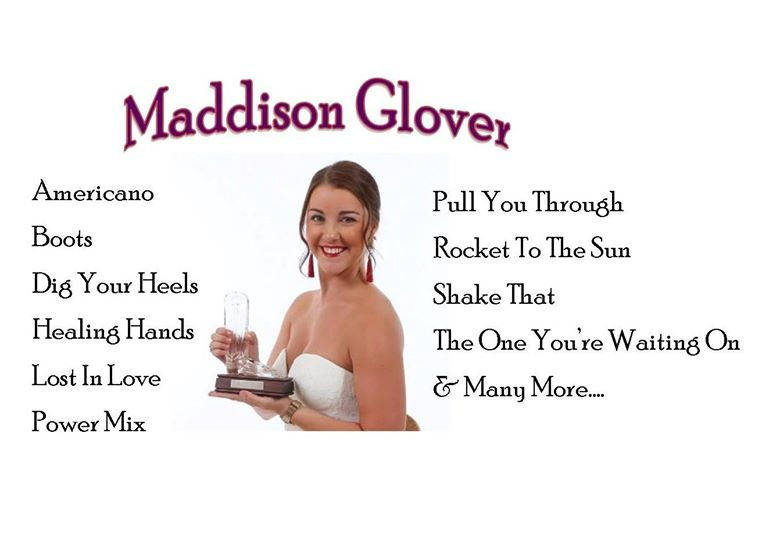 Maddison Glover
Americano
Boots
Dig Your Heels
Healing Hands
Lost In Love
Power Mix
Pull You Through
Rocket To The Sun
Shake That
The One You're Waiting On
& Many More....